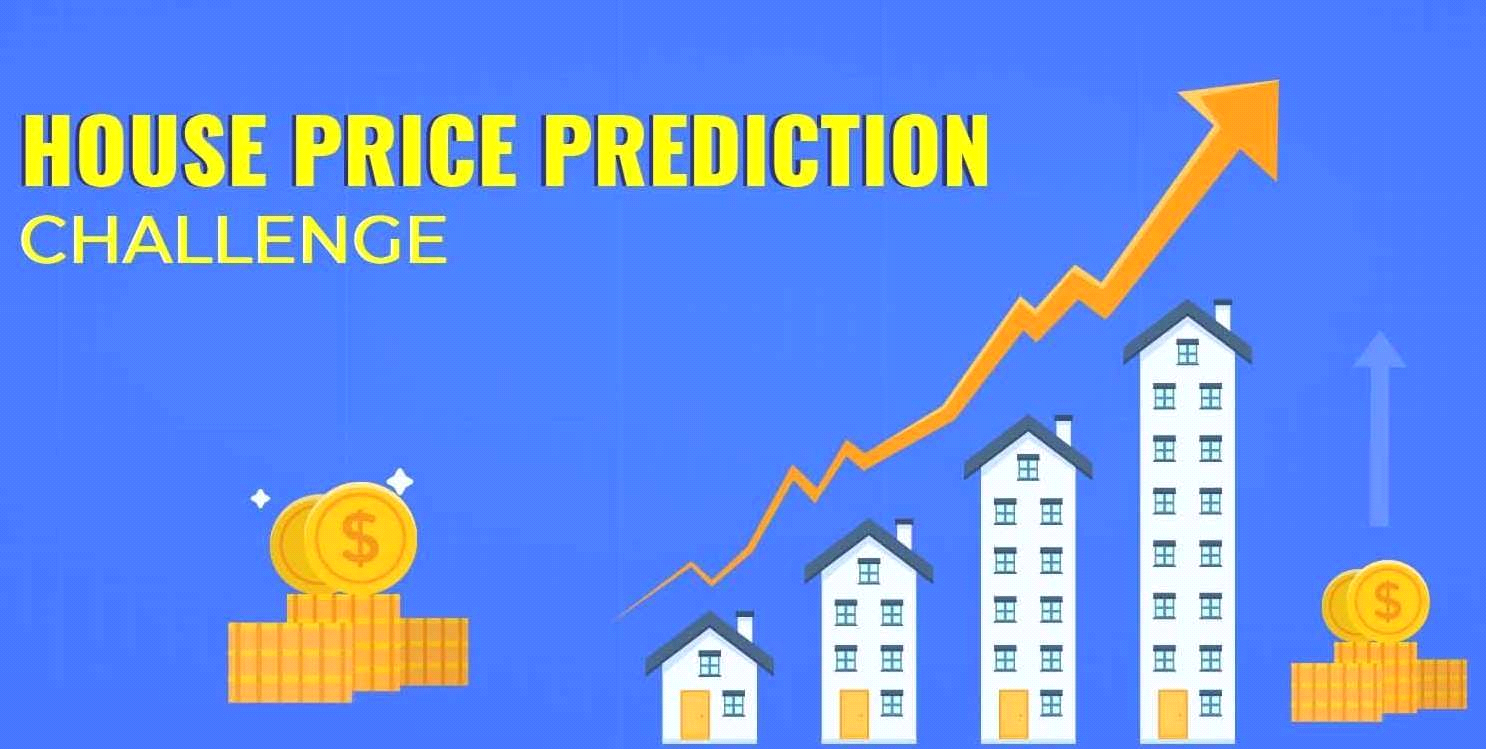 HOUSE PRICE PREDICTION
CHALLENGE
$
$